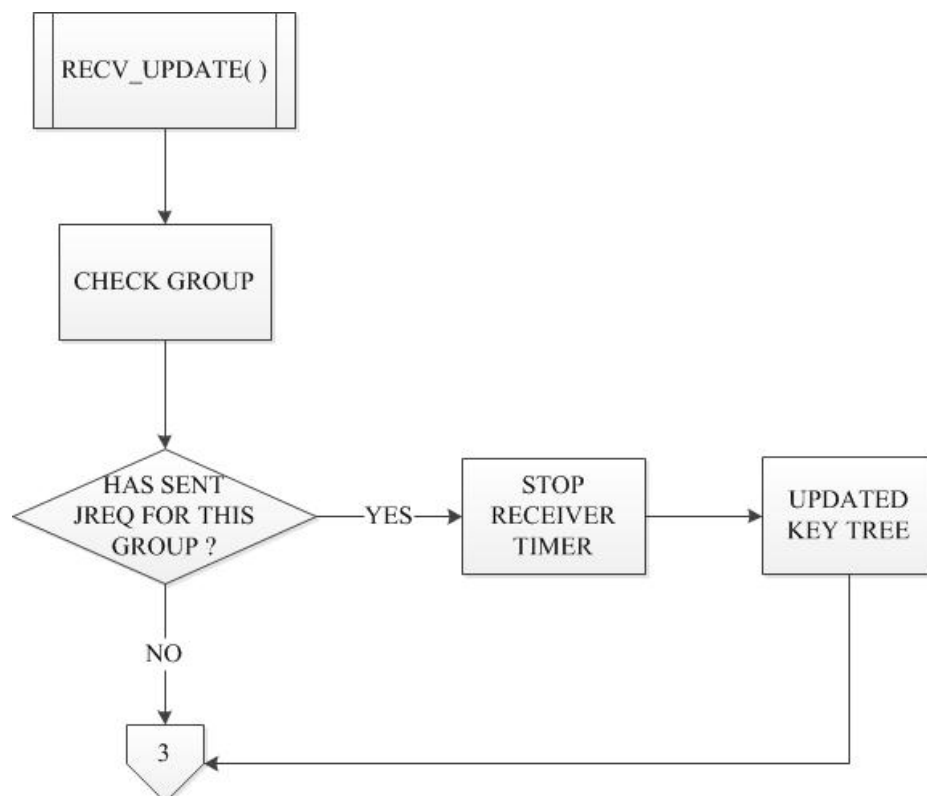 RECV_UPDATE( )
CHECK GROUP
HAS SENT
JREQ FOR THIS
GROUP ?
YES
STOP
RECEIVER
TIMER
UPDATED
KEY TREE
NO
3